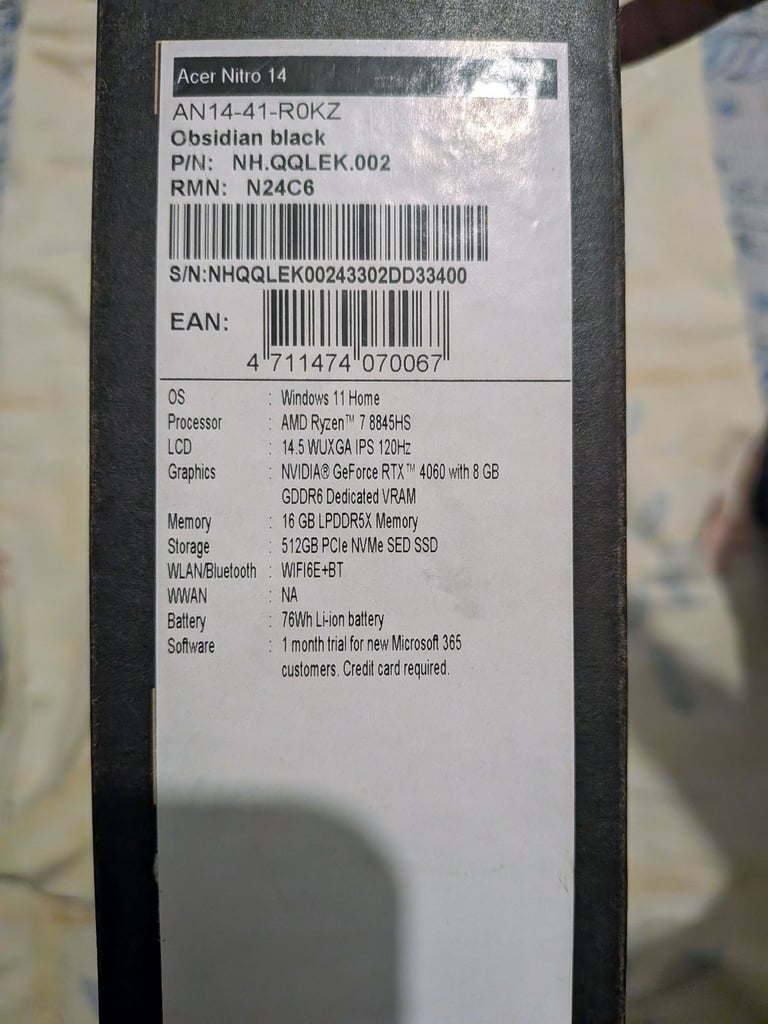 Acer Nitro 14
AN14-41-R0KZ
Obsidian black
P/N: NH.QQLEK.002
RMN: N24C6
S/N:NHQQLEK00243302DD33400
EAN:
4 711474 070067
OS : Windows 11 Home
Processor : AMD Ryzen™ 7 8845HS
LCD : 14.5 WUXGA IPS 120Hz
Graphics : NVIDIA® GeForce RTX™ 4060 with 8 GB
GDDR6 Dedicated VRAM
Memory : 16 GB LPDDR5X Memory
Storage : 512GB PCIe NVMe SED SSD
WLAN/Bluetooth : WIFI6E+BT
WWAN : NA
Battery : 76Wh Li-ion battery
Software : 1 month trial for new Microsoft 365
customers. Credit card required.